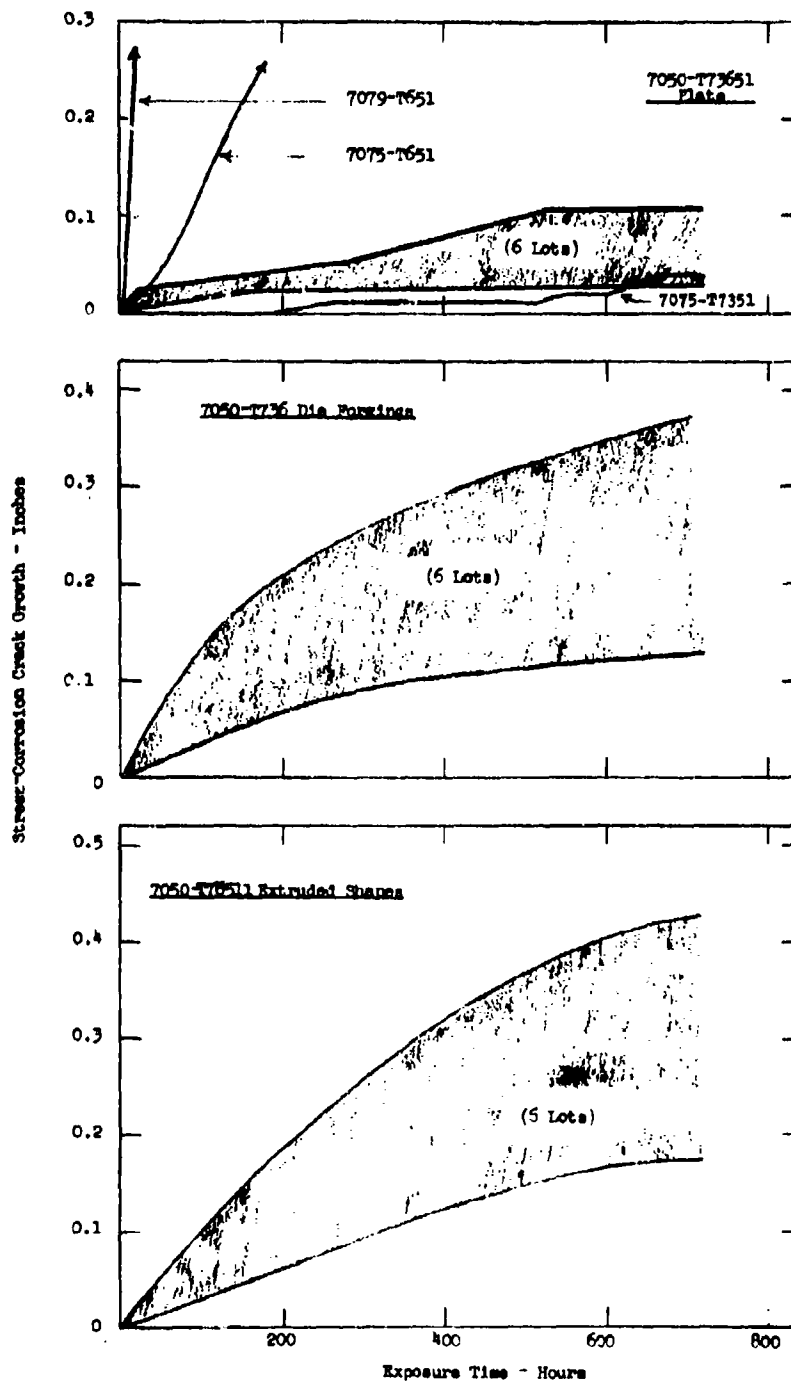 0.3
7050-T73651
Plate
7079-T651
0.2
7075-T651
0.1
(6 Lots)
7075-T7351
0
0.4
7050-T736 Die Forgings
0.3
(6 Lots)
0.2
0.1
0
Stress-Corrosion Crack Growth - Inches
0.5
7050-T76511 Extruded Shapes
0.4
0.3
(5 Lots)
0.2
0.1
0
200
400
600
800
Exposure Time - Hours